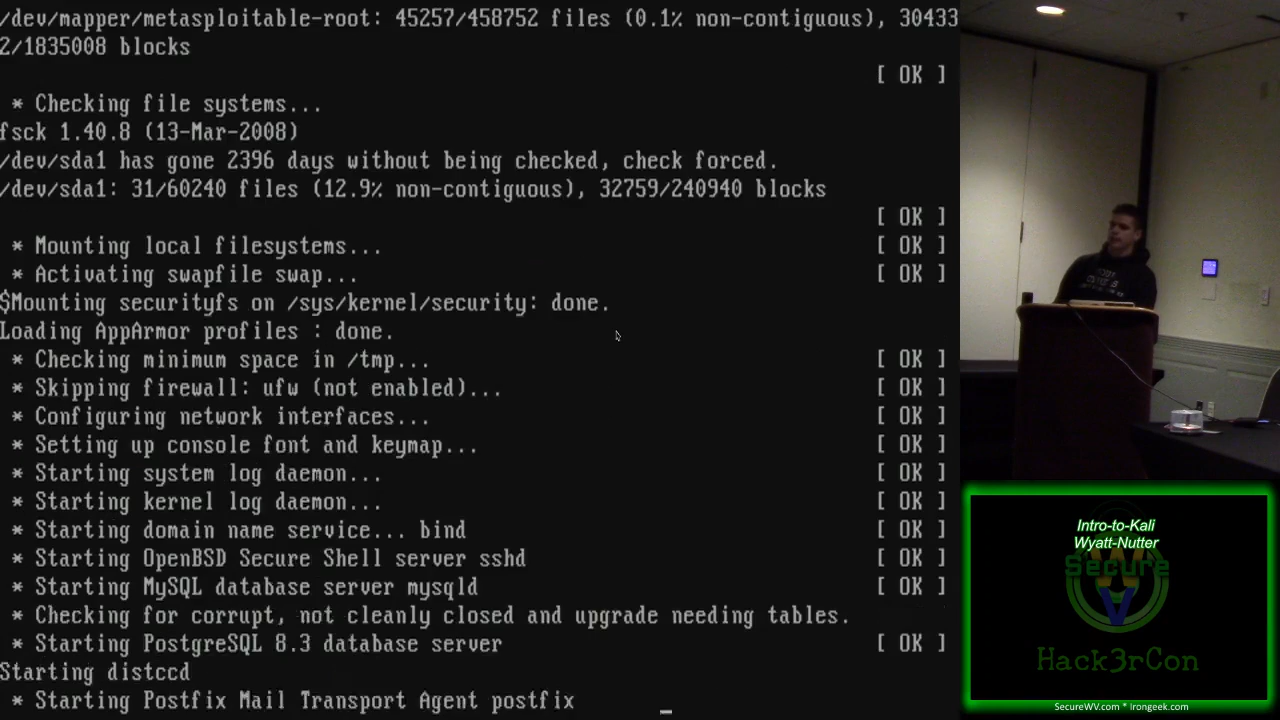 /dev/mapper/metasploitable-root: 45257/458752 files (0.1% non-contiguous), 30433
2/1835008 blocks
[ OK ]
* Checking file systems...
fsck 1.40.8 (13-Mar-2008)
/dev/sda1 has gone 2396 days without being checked, check forced.
/dev/sda1: 31/60240 files (12.9% non-contiguous), 32759/240940 blocks
[ OK ]
* Mounting local filesystems... [ OK ]
* Activating swapfile swap... [ OK ]
$Mounting securityfs on /sys/kernel/security: done.
Loading AppArmor profiles : done.
* Checking minimum space in /tmp... [ OK ]
* Skipping firewall: ufw (not enabled)... [ OK ]
* Configuring network interfaces... [ OK ]
* Setting up console font and keymap... [ OK ]
* Starting system log daemon... [ OK ]
* Starting kernel log daemon... [ OK ]
* Starting domain name service... bind [ OK ]
* Starting OpenBSD Secure Shell server sshd [ OK ]
* Starting MySQL database server mysqld [ OK ]
* Checking for corrupt, not cleanly closed and upgrade needing tables.
* Starting PostgreSQL 8.3 database server [ OK ]
Starting distccd
* Starting Postfix Mail Transport Agent postfix
Intro-to-Kali
Wyatt-Nutter
Secure
WV
Hack3rCon
SecureWV.com * Irongeek.com